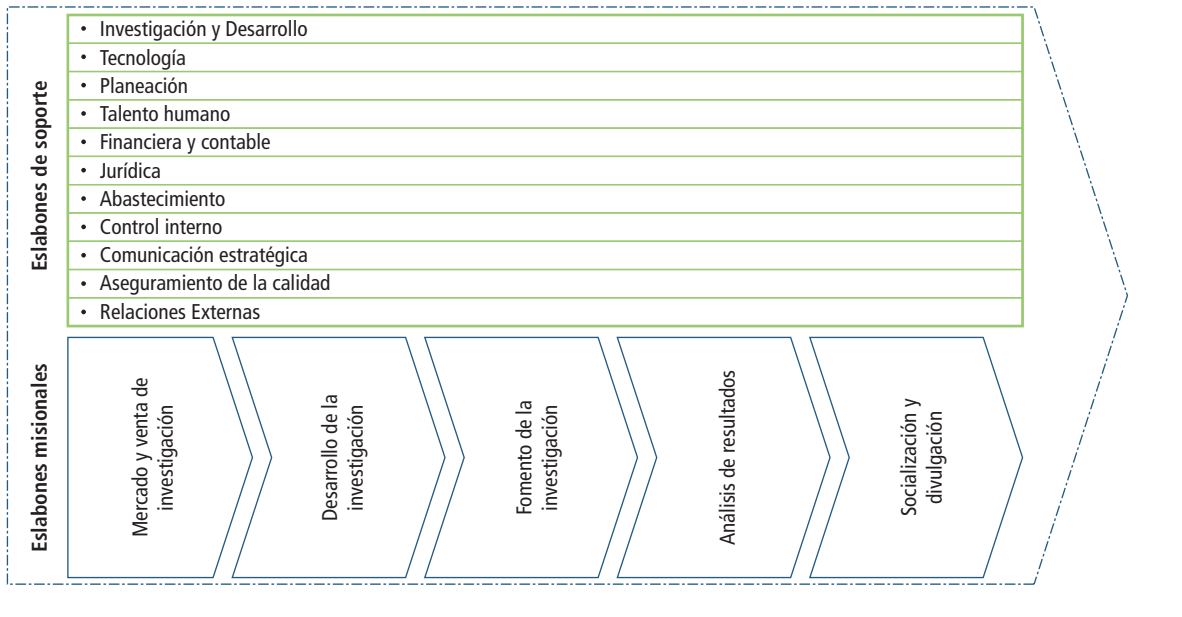 Eslabones de soporte
• Investigación y Desarrollo
• Tecnología
• Planeación
• Talento humano
• Financiera y contable
• Jurídica
• Abastecimiento
• Control interno
• Comunicación estratégica
• Aseguramiento de la calidad
• Relaciones Externas
Eslabones misionales
Mercado y venta de
investigación
Desarrollo de la
investigación
Fomento de la
investigación
Análisis de resultados
Socialización y
divulgación